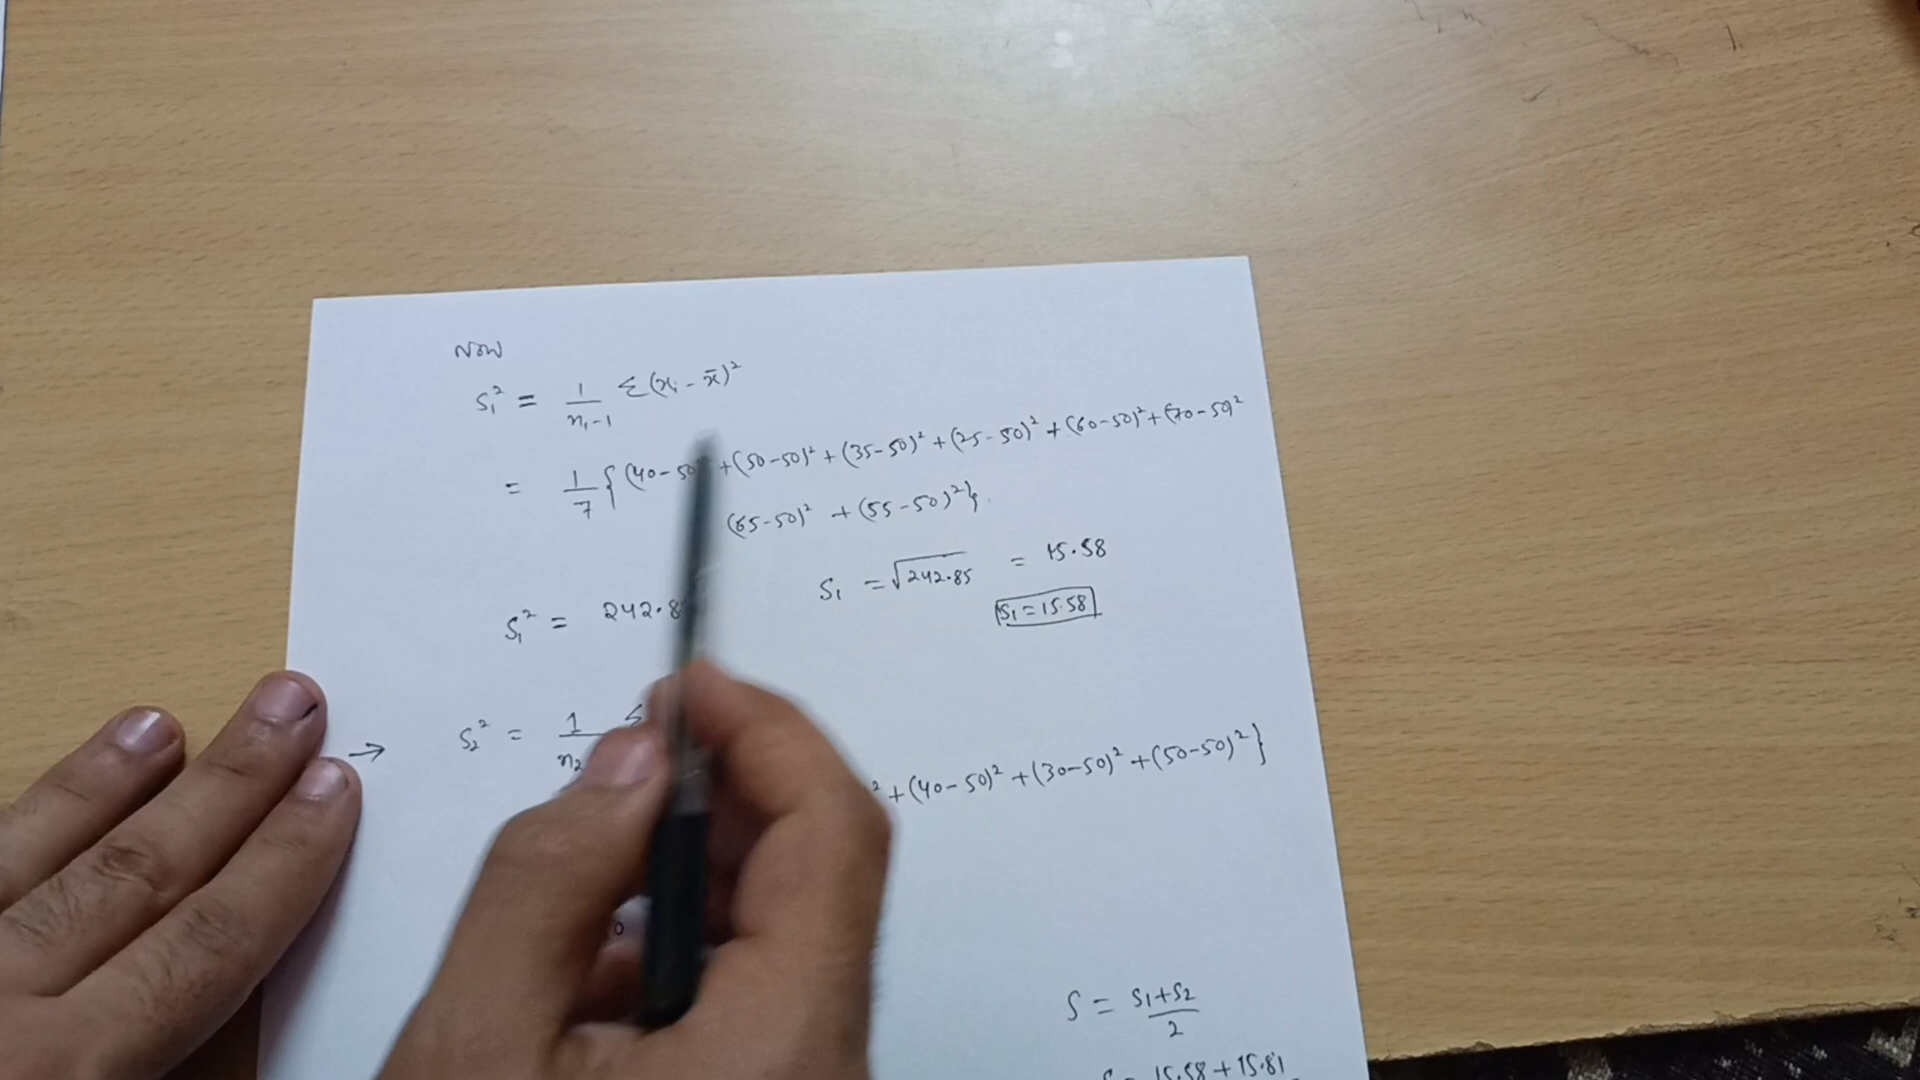 Now
S₁² = 1/(n₁-1) Σ(xᵢ - x̄)²
= 1/7 {(40-50) +(50-50)² +(35-50)² +(25-50)² +(60-50)² +(70-50)²
(65-50)² +(55-50)²}.
S₁ = √242.85 = 15.58
S₁² = 242.8
S₁ = 15.58
→ S₂² = 1/n₂ Σ
² +(40-50)² +(30-50)² +(50-50)²}
S = S₁+S₂/2
15.58 + 15.81